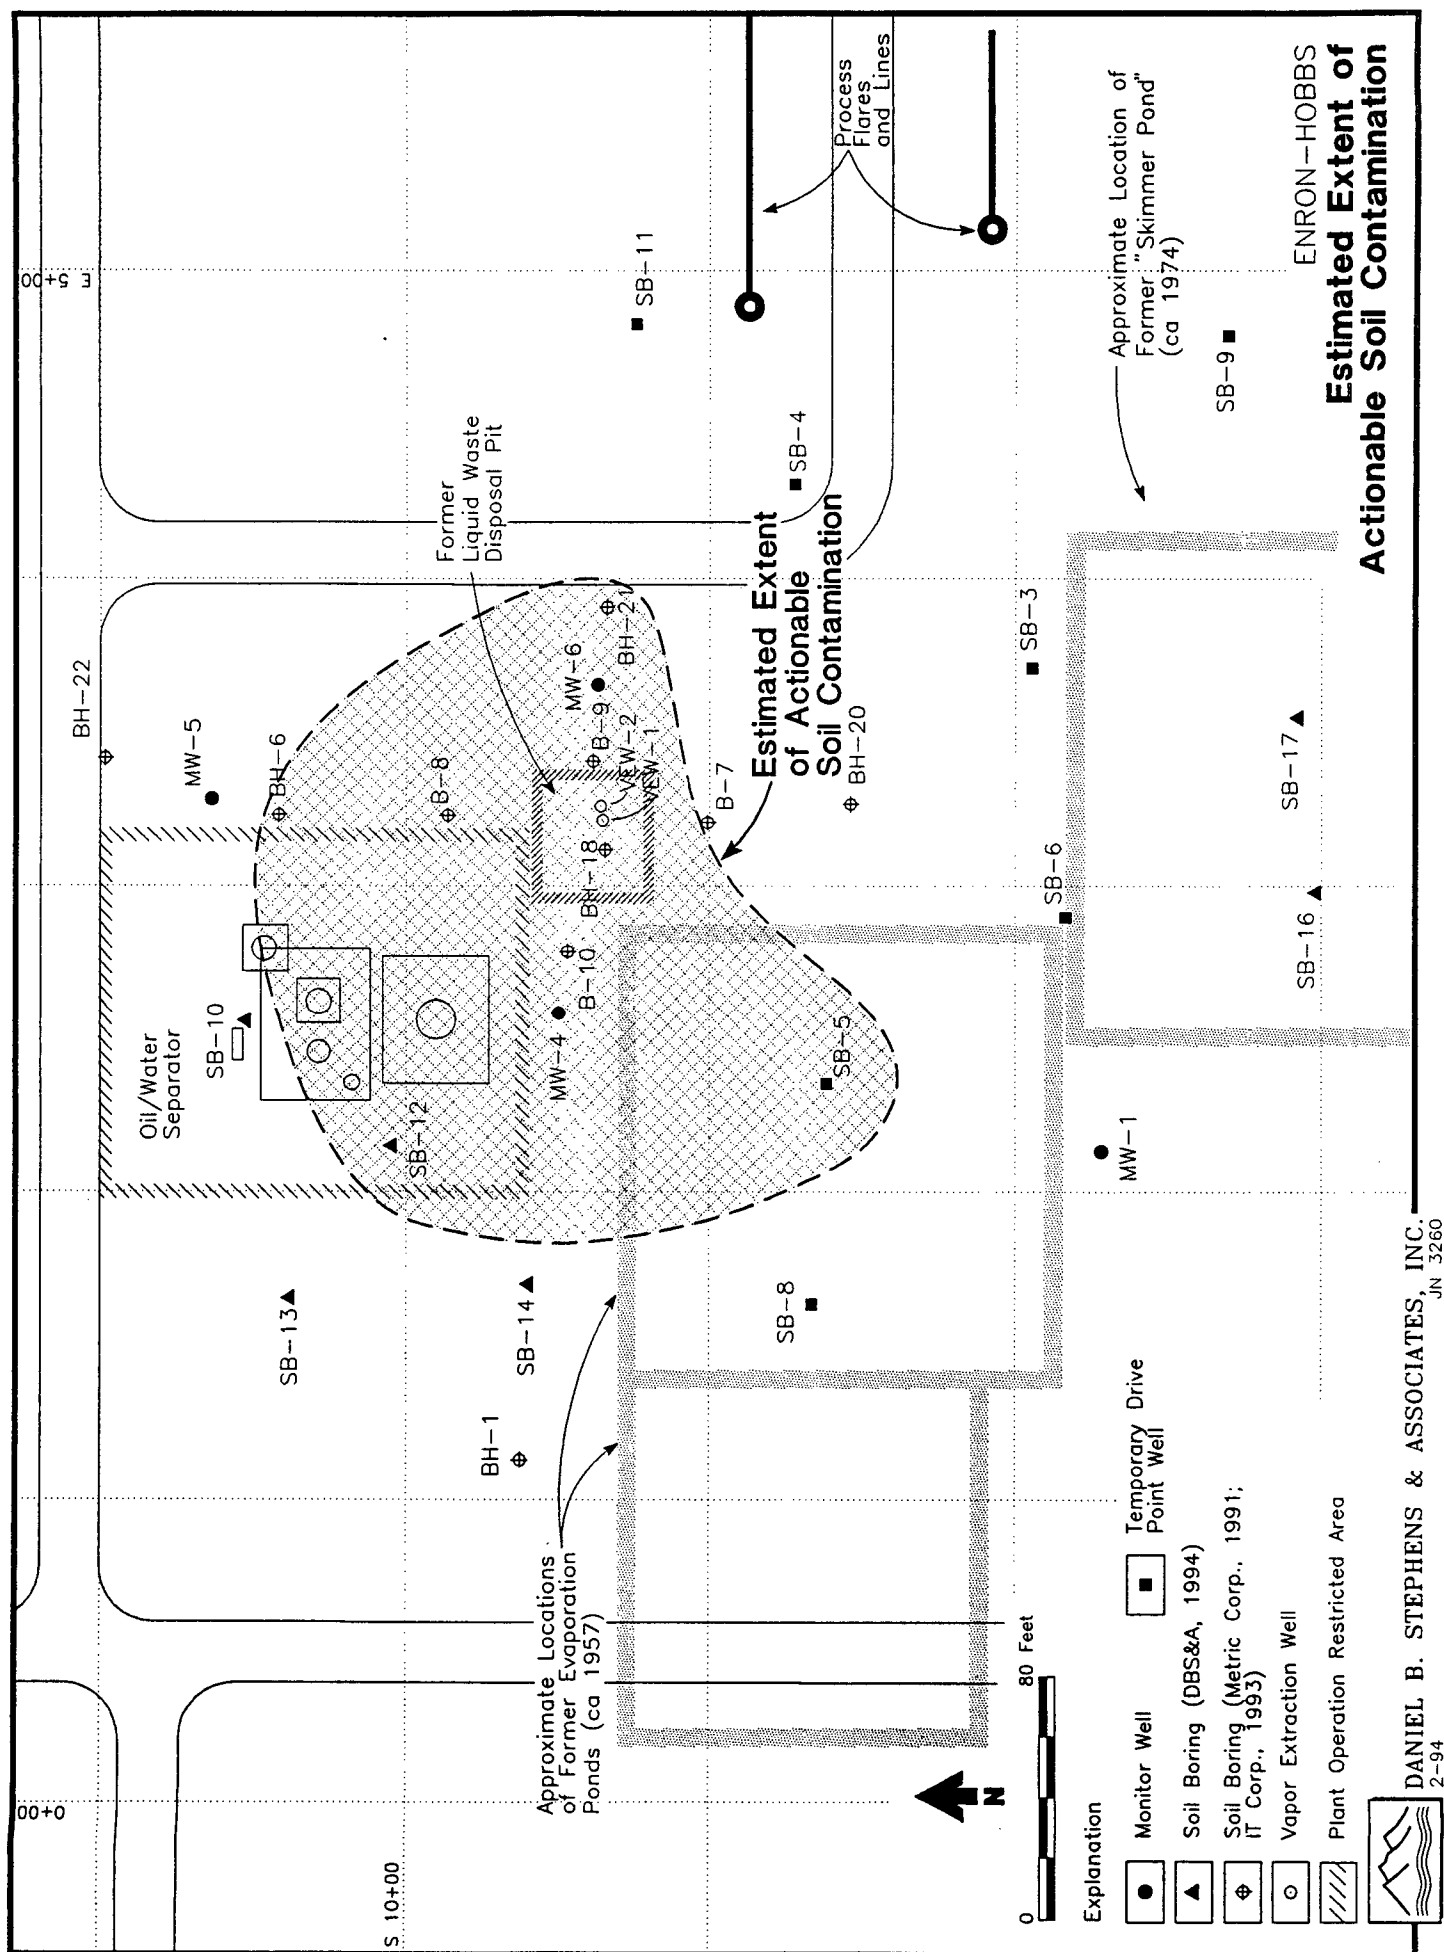 0+00
E 5+00
S 10+00
BH-22
MW-5
BH-6
B-8
Oil/Water
Separator
SB-10
SB-12
SB-13
SB-14
BH-1
MW-4
B-10
BH-18
B-9
VEW-2
VEW-1
MW-6
BH-21
B-7
BH-20
Former
Liquid Waste
Disposal Pit
SB-11
SB-4
Process
Flares
and Lines
Estimated Extent
of Actionable
Soil Contamination
SB-5
SB-8
SB-6
SB-3
MW-1
SB-16
SB-17
SB-9
Approximate Locations
of Former Evaporation
Ponds (ca 1957)
Approximate Location of
Former "Skimmer Pond"
(ca 1974)
N
0
80 Feet
Explanation
Monitor Well
Soil Boring (DBS&A, 1994)
Soil Boring (Metric Corp., 1991;
IT Corp., 1993)
Vapor Extraction Well
Plant Operation Restricted Area
Temporary Drive
Point Well
ENRON-HOBBS
Estimated Extent of
Actionable Soil Contamination
DANIEL B. STEPHENS & ASSOCIATES, INC.
2-94
JN 3260